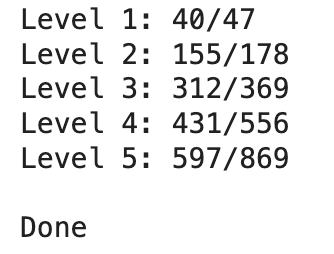 Level 1: 40/47
Level 2: 155/178
Level 3: 312/369
Level 4: 431/556
Level 5: 597/869
Done